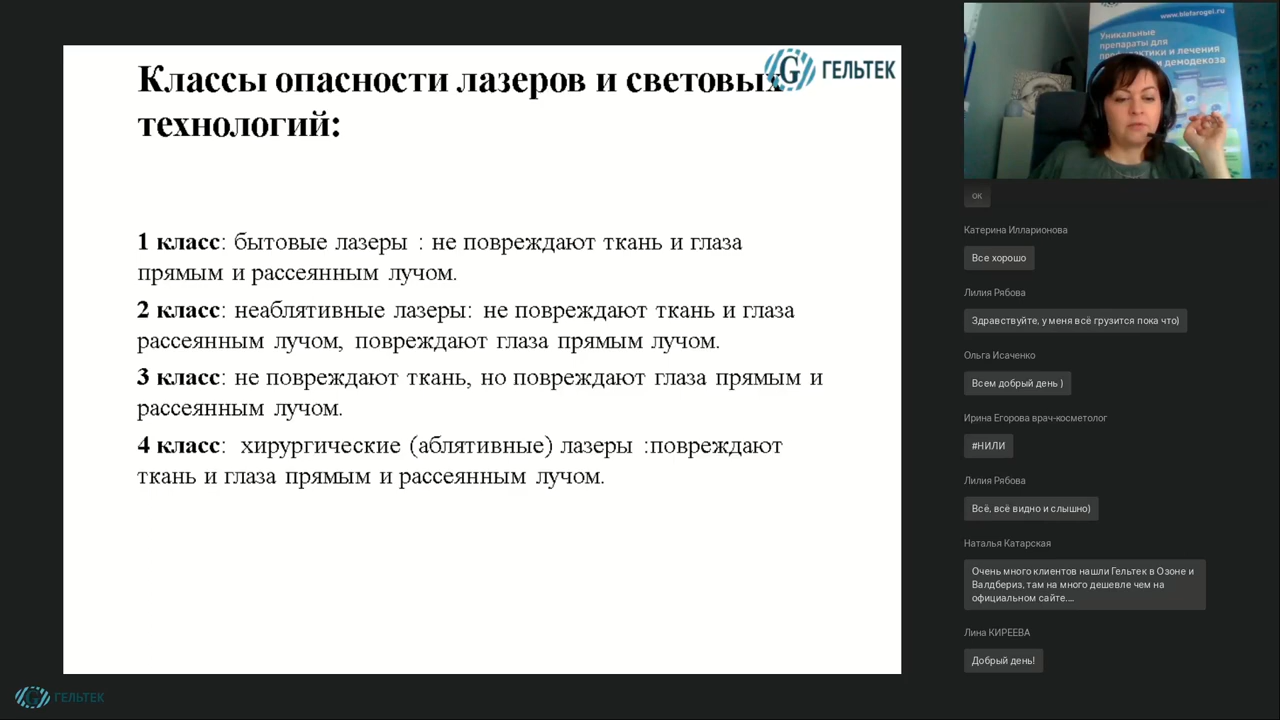 Классы опасности лазеров и световых
технологий:
ГЕЛЬТЕК
1 класс: бытовые лазеры : не повреждают ткань и глаза
прямым и рассеянным лучом.
2 класс: неаблятивные лазеры: не повреждают ткань и глаза
рассеянным лучом, повреждают глаза прямым лучом.
3 класс: не повреждают ткань, но повреждают глаза прямым и
рассеянным лучом.
4 класс: хирургические (аблятивные) лазеры :повреждают
ткань и глаза прямым и рассеянным лучом.
ГЕЛЬТЕК
Уникальные
препараты для
и лечения
демодекоза
ок
Катерина Илларионова
Все хорошо
Лилия Рябова
Здравствуйте, у меня всё грузится пока что)
Ольга Исаченко
Всем добрый день )
Ирина Егорова врач-косметолог
#НИЛИ
Лилия Рябова
Всё, всё видно и слышно)
Наталья Катарская
Очень много клиентов нашли Гельтек в Озоне и
Валдбериз, там на много дешевле чем на
официальном сайте....
Лина КИРЕЕВА
Добрый день!